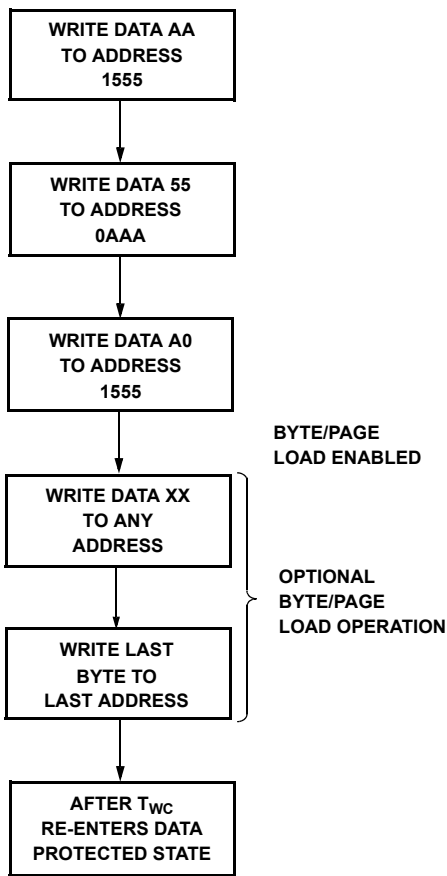 WRITE DATA AA
TO ADDRESS
1555
WRITE DATA 55
TO ADDRESS
0AAA
WRITE DATA A0
TO ADDRESS
1555
BYTE/PAGE
LOAD ENABLED
WRITE DATA XX
TO ANY
ADDRESS
OPTIONAL
BYTE/PAGE
LOAD OPERATION
WRITE LAST
BYTE TO
LAST ADDRESS
AFTER TWC
RE-ENTERS DATA
PROTECTED STATE